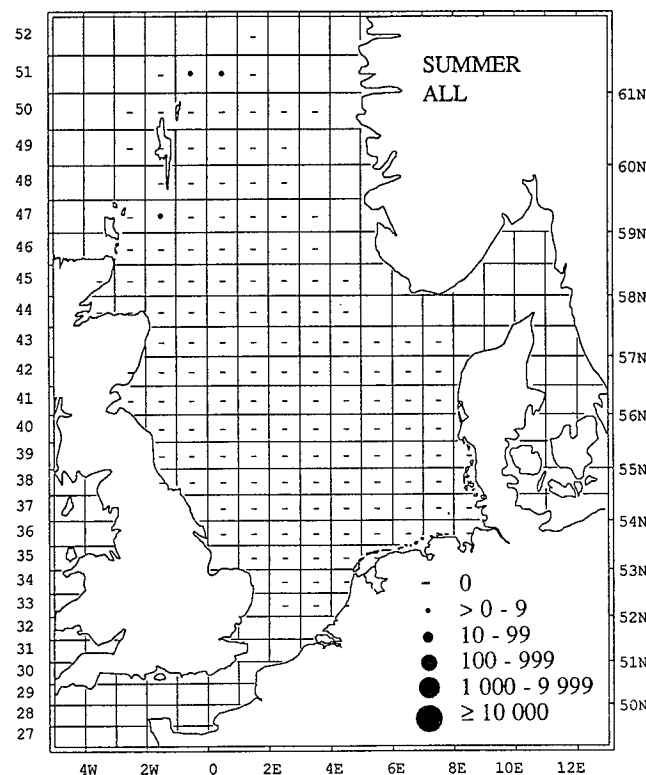 SUMMER
ALL
52
51
50
49
48
47
46
45
44
43
42
41
40
39
38
37
36
35
34
33
32
31
30
29
28
27
61N
60N
59N
58N
57N
56N
55N
54N
53N
52N
51N
50N
- 0
> 0 - 9
10 - 99
100 - 999
1 000 - 9 999
≥ 10 000
4W 2W 0 2E 4E 6E 8E 10E 12E